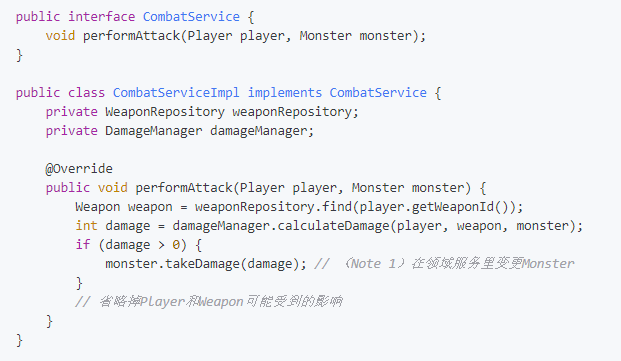 public interface CombatService {
void performAttack(Player player, Monster monster);
}
public class CombatServiceImpl implements CombatService {
private WeaponRepository weaponRepository;
private DamageManager damageManager;
@Override
public void performAttack(Player player, Monster monster) {
Weapon weapon = weaponRepository.find(player.getWeaponId());
int damage = damageManager.calculateDamage(player, weapon, monster);
if (damage > 0) {
monster.takeDamage(damage); // （Note 1）在领域服务里变更Monster
}
// 省略掉Player和Weapon可能受到的影响
}
}